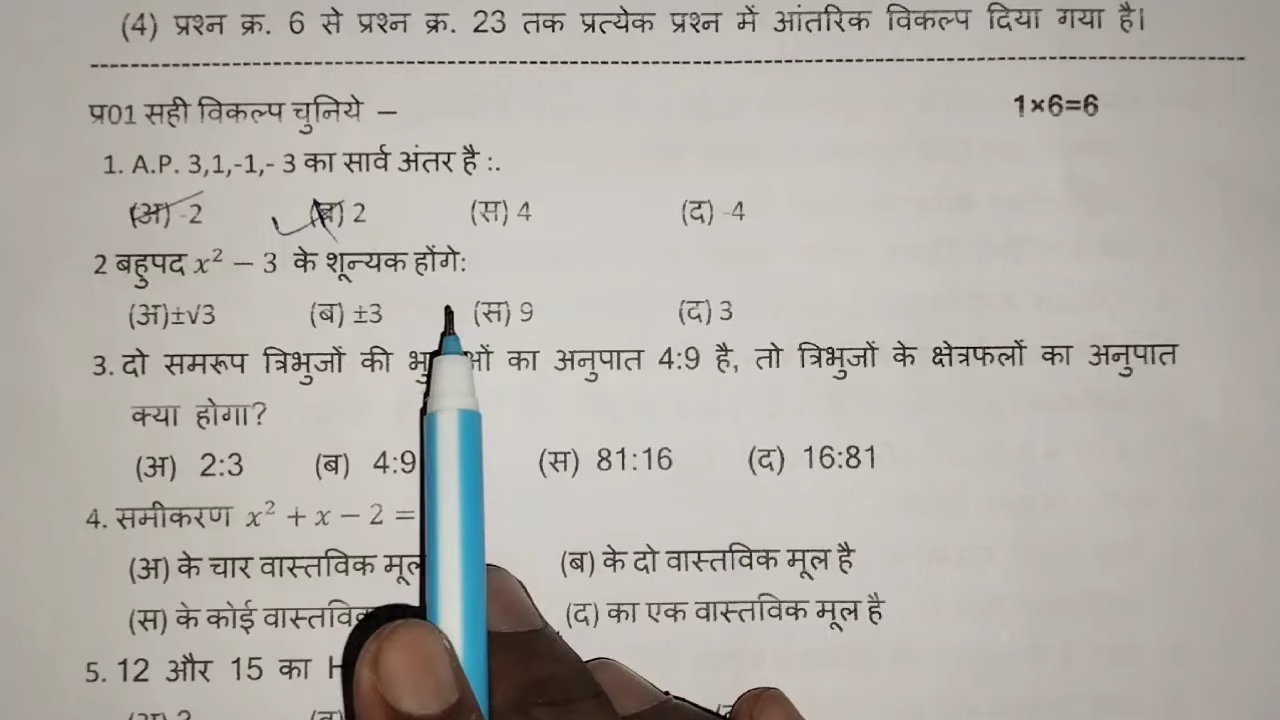 (4) प्रश्न क्र. 6 से प्रश्न क्र. 23 तक प्रत्येक प्रश्न में आंतरिक विकल्प दिया गया है।
प्र01 सही विकल्प चुनिये – 1×6=6
1. A.P. 3,1,-1,- 3 का सार्व अंतर है :.
(अ) -2 (ब) 2 (स) 4 (द) -4
2 बहुपद x² − 3 के शून्यक होंगे:
(अ)±√3 (ब) ±3 (स) 9 (द) 3
3. दो समरूप त्रिभुजों की का अनुपात 4:9 है, तो त्रिभुजों के क्षेत्रफलों का अनुपात
क्या होगा?
(अ) 2:3 (ब) 4:9 (स) 81:16 (द) 16:81
4. समीकरण x² + x − 2 =
(अ) के चार वास्तविक मूल (ब) के दो वास्तविक मूल है
(स) के कोई (द) का एक वास्तविक मूल है
5. 12 और 15 का